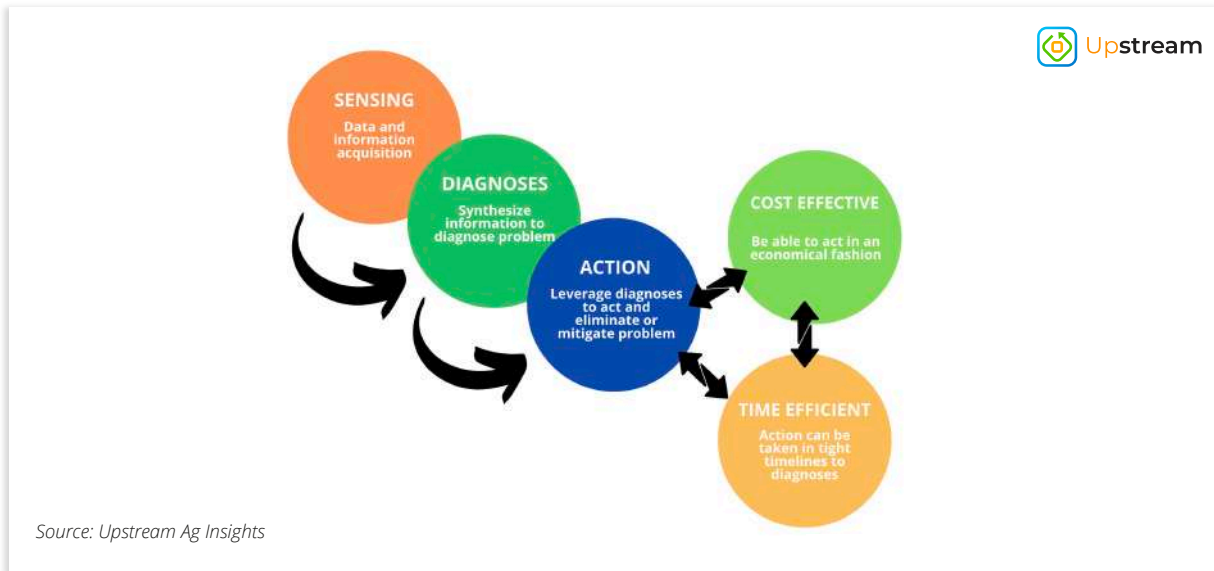 Upstream
SENSING
Data and
information
acquisition
DIAGNOSES
Synthesize
information to
diagnose problem
ACTION
Leverage diagnoses
to act and
eliminate or
mitigate problem
COST EFFECTIVE
Be able to act in an
economical fashion
TIME EFFICIENT
Action can be
taken in tight
timelines to
diagnoses
Source: Upstream Ag Insights